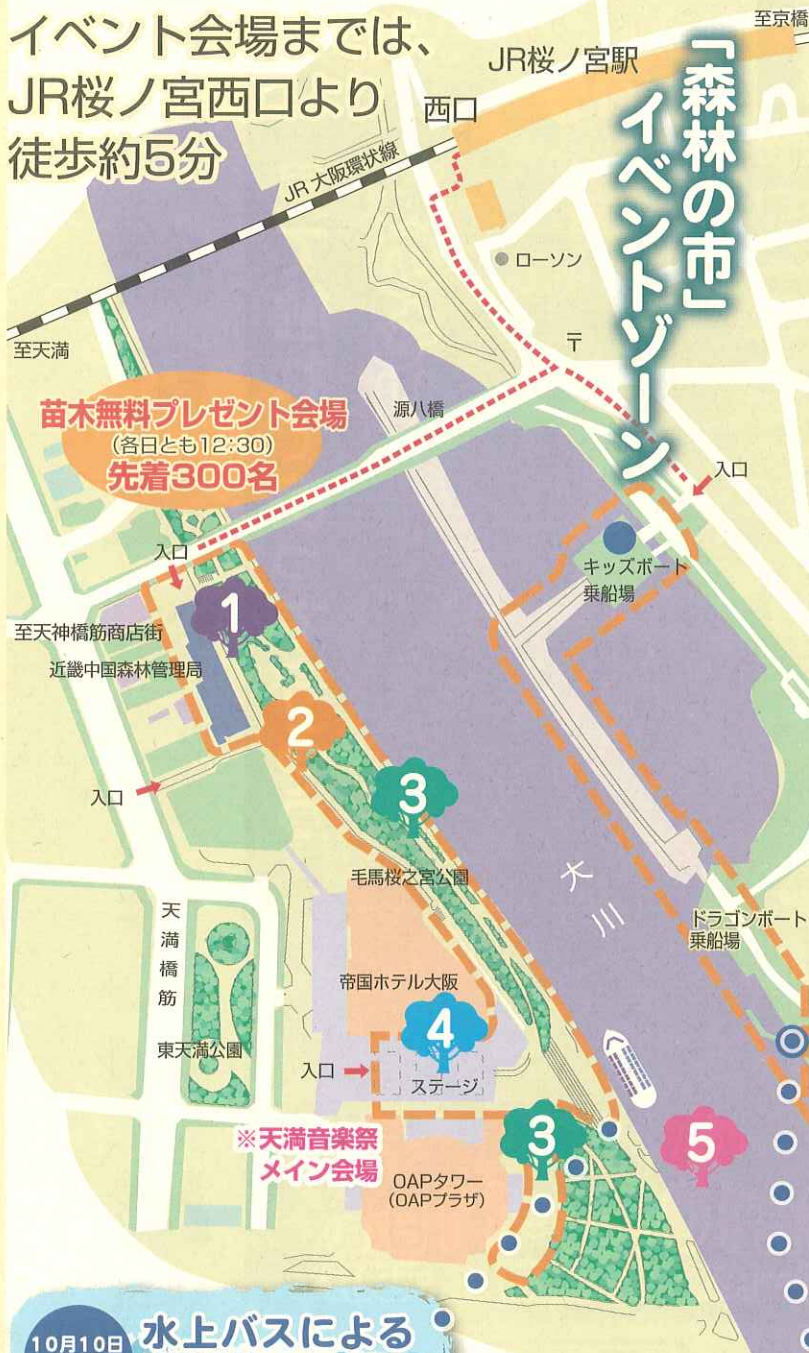 イベント会場までは、
JR桜ノ宮西口より
徒歩約5分
「森林の市」
イベントゾーン
至京橋
JR桜ノ宮駅
西口
JR大阪環状線
ローソン
〒
至天満
苗木無料プレゼント会場
(各日とも12:30)
先着300名
源八橋
入口
入口
キッズボート
乗船場
1
至天神橋筋商店街
近畿中国森林管理局
2
3
入口
毛馬桜之宮公園
大川
ドラゴンボート
乗船場
天満橋筋
帝国ホテル大阪
4
東天満公園
入口
ステージ
※天満音楽祭
メイン会場
3
5
OAPタワー
(OAPプラザ)
10月10日
水上バスによる